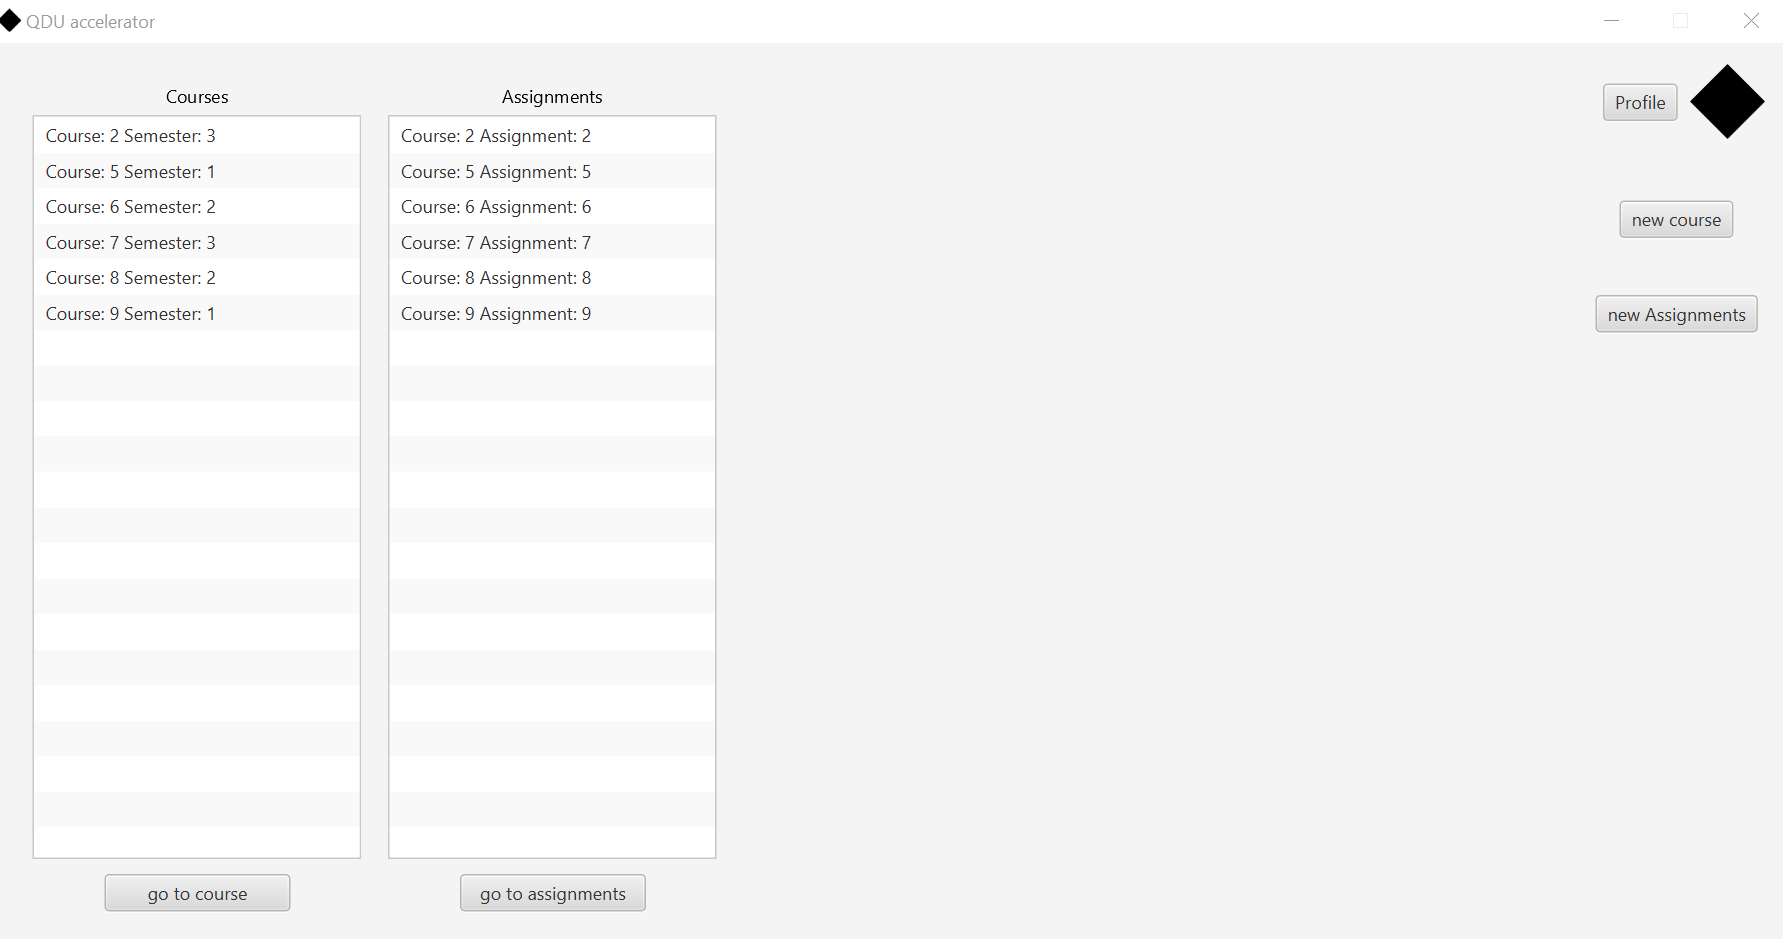 QDU accelerator
Courses
Course: 2 Semester: 3
Course: 5 Semester: 1
Course: 6 Semester: 2
Course: 7 Semester: 3
Course: 8 Semester: 2
Course: 9 Semester: 1
go to course
Assignments
Course: 2 Assignment: 2
Course: 5 Assignment: 5
Course: 6 Assignment: 6
Course: 7 Assignment: 7
Course: 8 Assignment: 8
Course: 9 Assignment: 9
go to assignments
Profile
new course
new Assignments